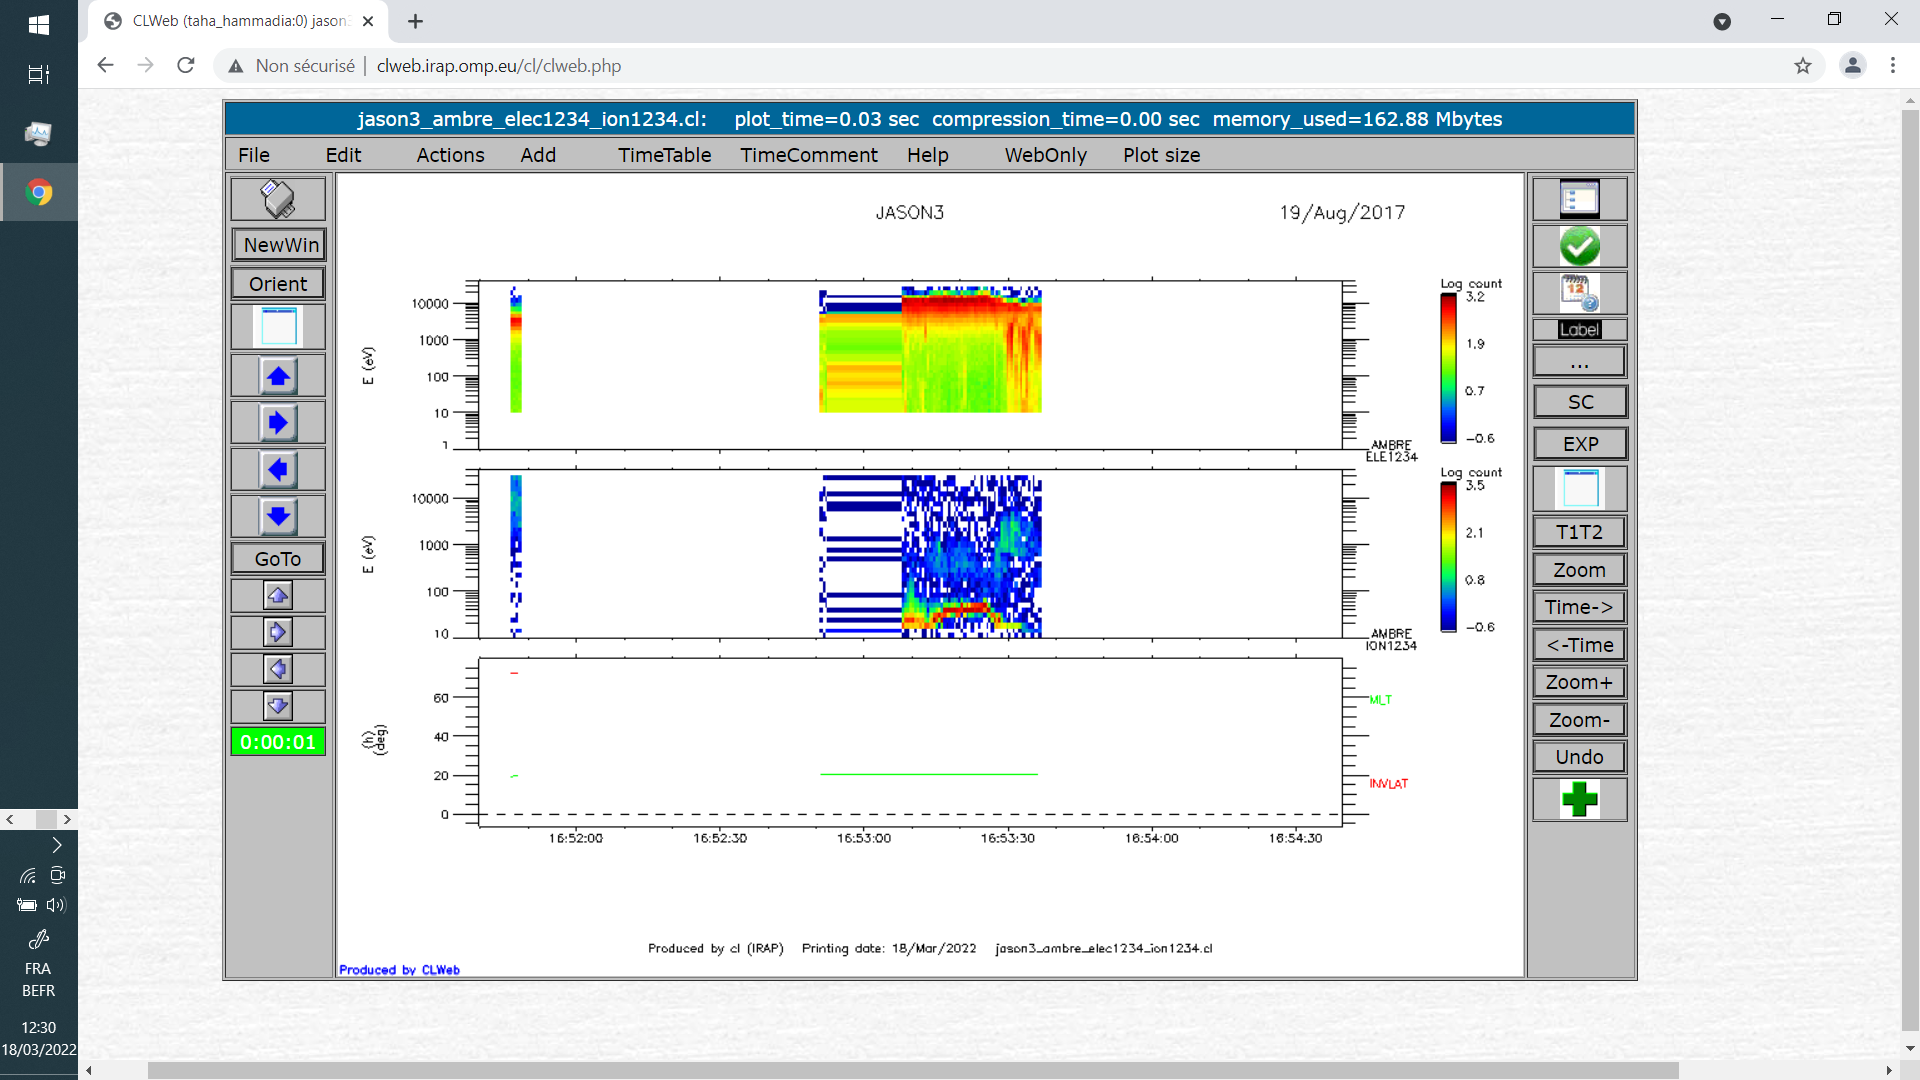 CLWeb (taha_hammadia:0) jason3
Non sécurisé | clweb.irap.omp.eu/cl/clweb.php
jason3_ambre_elec1234_ion1234.cl: plot_time=0.03 sec compression_time=0.00 sec memory_used=162.88 Mbytes
File Edit Actions Add TimeTable TimeComment Help WebOnly Plot size
NewWin
Orient
GoTo
0:00:01
JASON3 19/Aug/2017
E (eV)
10000
1000
100
10
1
Log count
3.2
1.9
0.7
-0.6
AMBRE
ELE1234
E (eV)
10000
1000
100
10
Log count
3.5
2.1
0.8
-0.6
AMBRE
ION1234
(h)
(deg)
60
40
20
0
MLT
INVLAT
16:52:00 16:52:30 16:53:00 16:53:30 16:54:00 16:54:30
Produced by cl (IRAP) Printing date: 18/Mar/2022 jason3_ambre_elec1234_ion1234.cl
Produced by CLWeb
12
Label
...
SC
EXP
T1T2
Zoom
Time->
<-Time
Zoom+
Zoom-
Undo
FRA
BEFR
12:30
18/03/2022